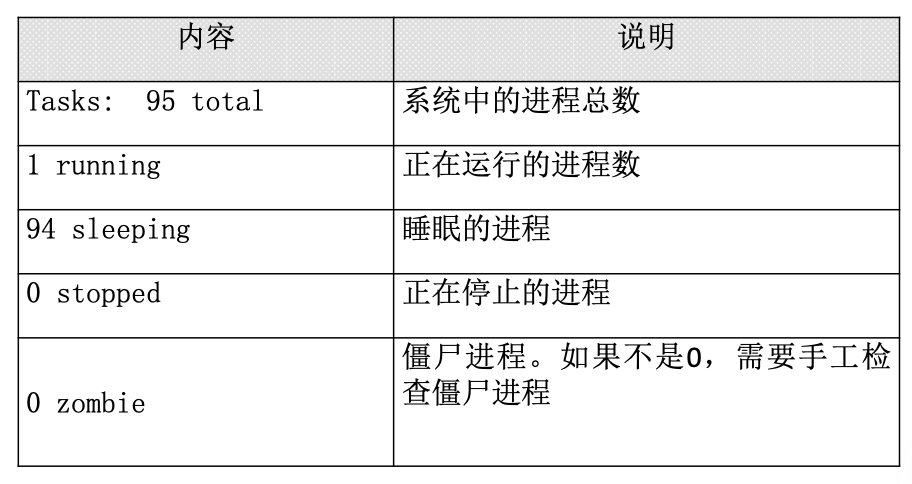 内容 说明
Tasks:  95 total 系统中的进程总数
1 running 正在运行的进程数
94 sleeping 睡眠的进程
0 stopped 正在停止的进程
0 zombie 僵尸进程。如果不是0，需要手工检
查僵尸进程